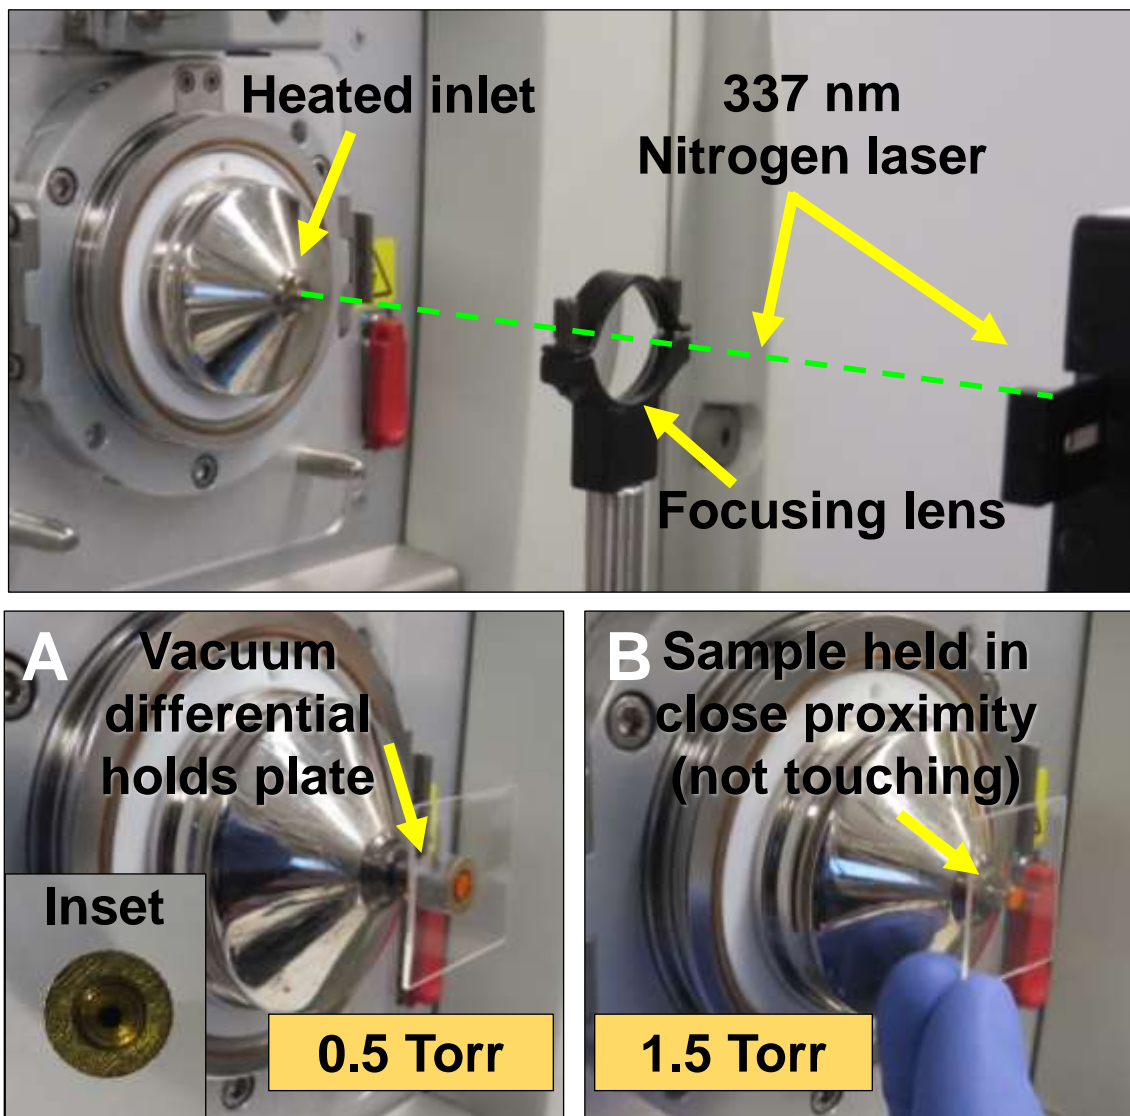 Heated inlet
337 nm
Nitrogen laser
Focusing lens
A
Vacuum
differential
holds plate
Inset
0.5 Torr
B
Sample held in
close proximity
(not touching)
1.5 Torr